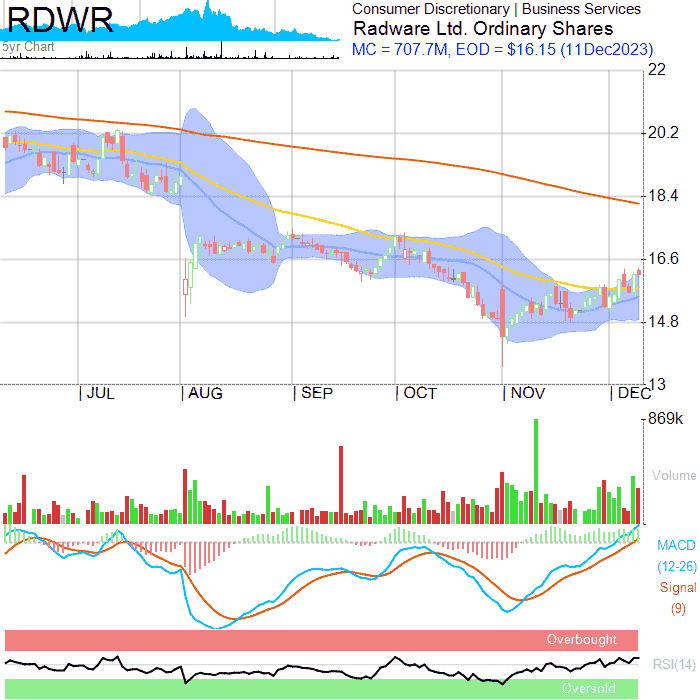 RDWR
5yr Chart
Consumer Discretionary | Business Services
Radware Ltd. Ordinary Shares
MC = 707.7M, EOD = $16.15 (11Dec2023)
22
20.2
18.4
16.6
14.8
13
JUL
AUG
SEP
OCT
NOV
DEC
869k
Volume
MACD
(12-26)
Signal
(9)
Overbought
RSI(14)
Oversold